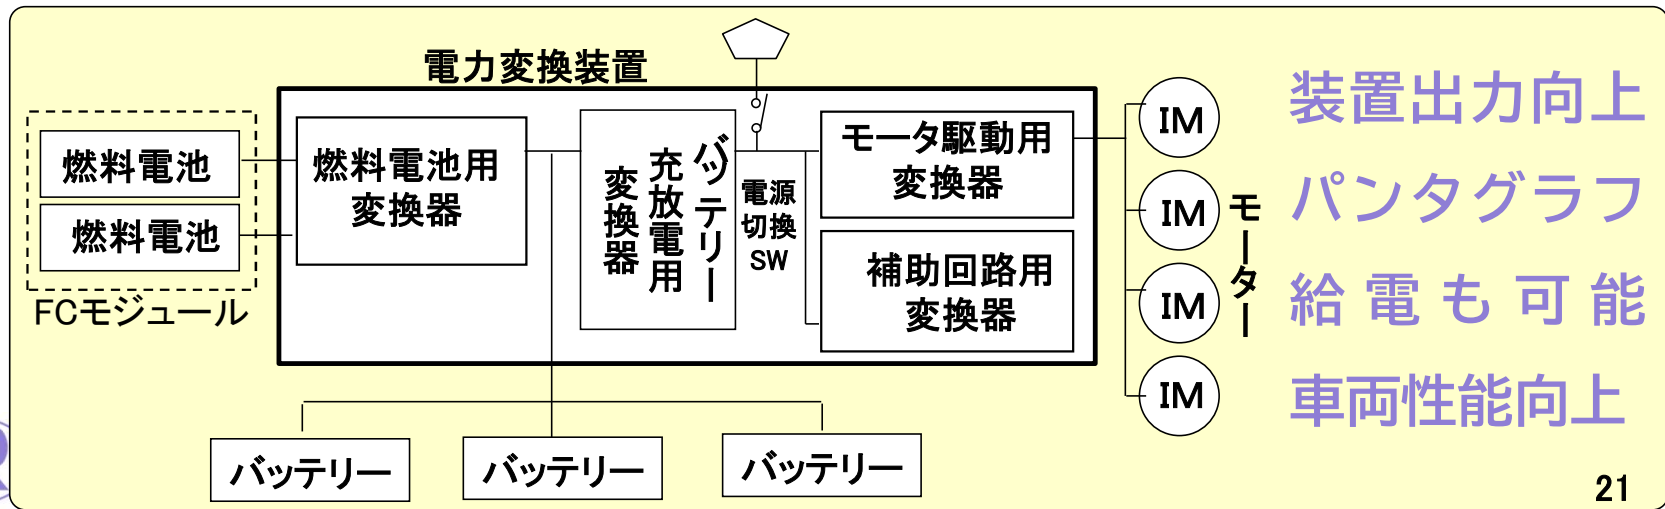 電力変換装置
燃料電池
燃料電池
FCモジュール
燃料電池用
変換器
バッテリー
充放電用
変換器
電源
切換
SW
モータ駆動用
変換器
補助回路用
変換器
IM
IM
IM
IM
モーター
バッテリー
バッテリー
バッテリー
装置出力向上
パンタグラフ
給電も可能
車両性能向上
21